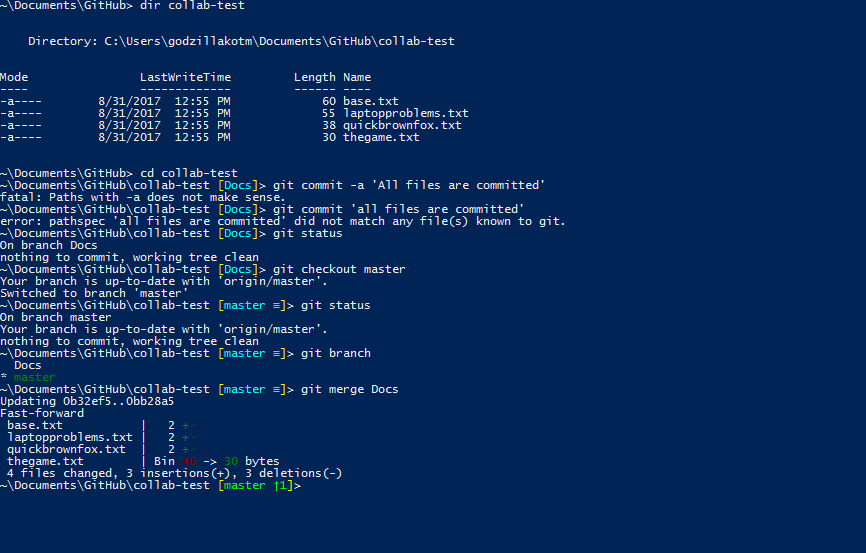 ~\Documents\GitHub> dir collab-test
Directory: C:\Users\godzillakotm\Documents\GitHub\collab-test
Mode                LastWriteTime         Length Name
----                -------------         ------ ----
-a----        8/31/2017  12:55 PM             60 base.txt
-a----        8/31/2017  12:55 PM             55 laptopproblems.txt
-a----        8/31/2017  12:55 PM             38 quickbrownfox.txt
-a----        8/31/2017  12:55 PM             30 thegame.txt
~\Documents\GitHub> cd collab-test
~\Documents\GitHub\collab-test [Docs]> git commit -a 'All files are committed'
fatal: Paths with -a does not make sense.
~\Documents\GitHub\collab-test [Docs]> git commit 'all files are committed'
error: pathspec 'all files are committed' did not match any file(s) known to git.
~\Documents\GitHub\collab-test [Docs]> git status
On branch Docs
nothing to commit, working tree clean
~\Documents\GitHub\collab-test [Docs]> git checkout master
Your branch is up-to-date with 'origin/master'.
Switched to branch 'master'
~\Documents\GitHub\collab-test [master ≡]> git status
On branch master
Your branch is up-to-date with 'origin/master'.
nothing to commit, working tree clean
~\Documents\GitHub\collab-test [master ≡]> git branch
  Docs
* master
~\Documents\GitHub\collab-test [master ≡]> git merge Docs
Updating 0b32ef5..0bb28a5
Fast-forward
 base.txt           |   2 +-
 laptopproblems.txt |   2 +-
 quickbrownfox.txt  |   2 +-
 thegame.txt        | Bin 40 -> 30 bytes
 4 files changed, 3 insertions(+), 3 deletions(-)
~\Documents\GitHub\collab-test [master ↑1]>